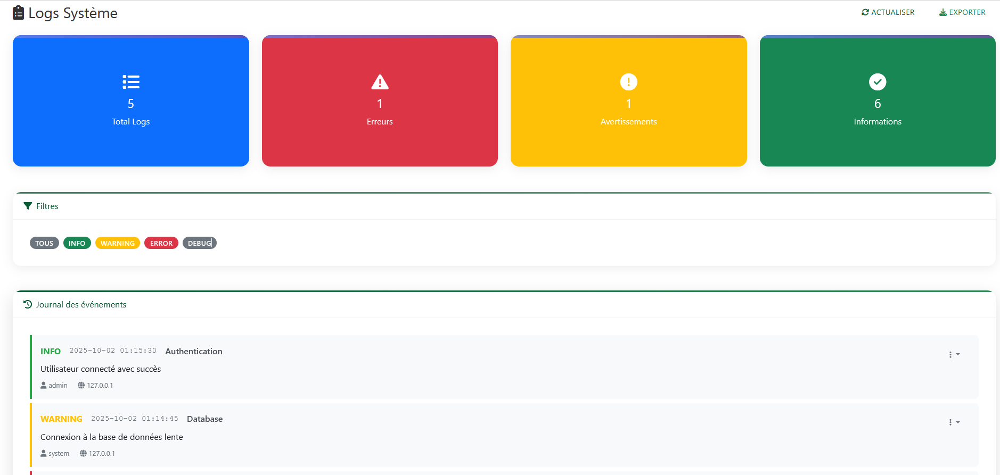 Logs Système
ACTUALISER
EXPORTER
5
Total Logs
1
Erreurs
1
Avertissements
6
Informations
Filtres
TOUS INFO WARNING ERROR DEBUG
Journal des événements
INFO 2025-10-02 01:15:30 Authentication
Utilisateur connecté avec succès
admin 127.0.0.1
WARNING 2025-10-02 01:14:45 Database
Connexion à la base de données lente
system 127.0.0.1